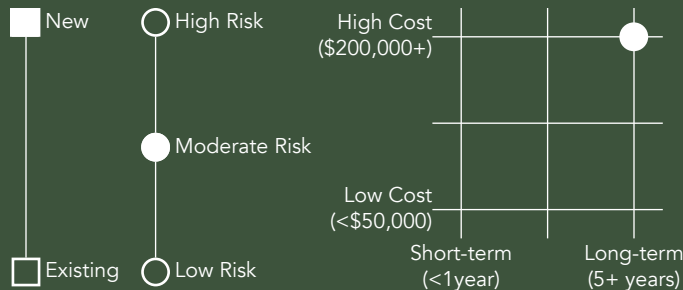 New
High Risk
Moderate Risk
Existing
Low Risk
High Cost
($200,000+)
Low Cost
(<$50,000)
Short-term
(<1year)
Long-term
(5+ years)